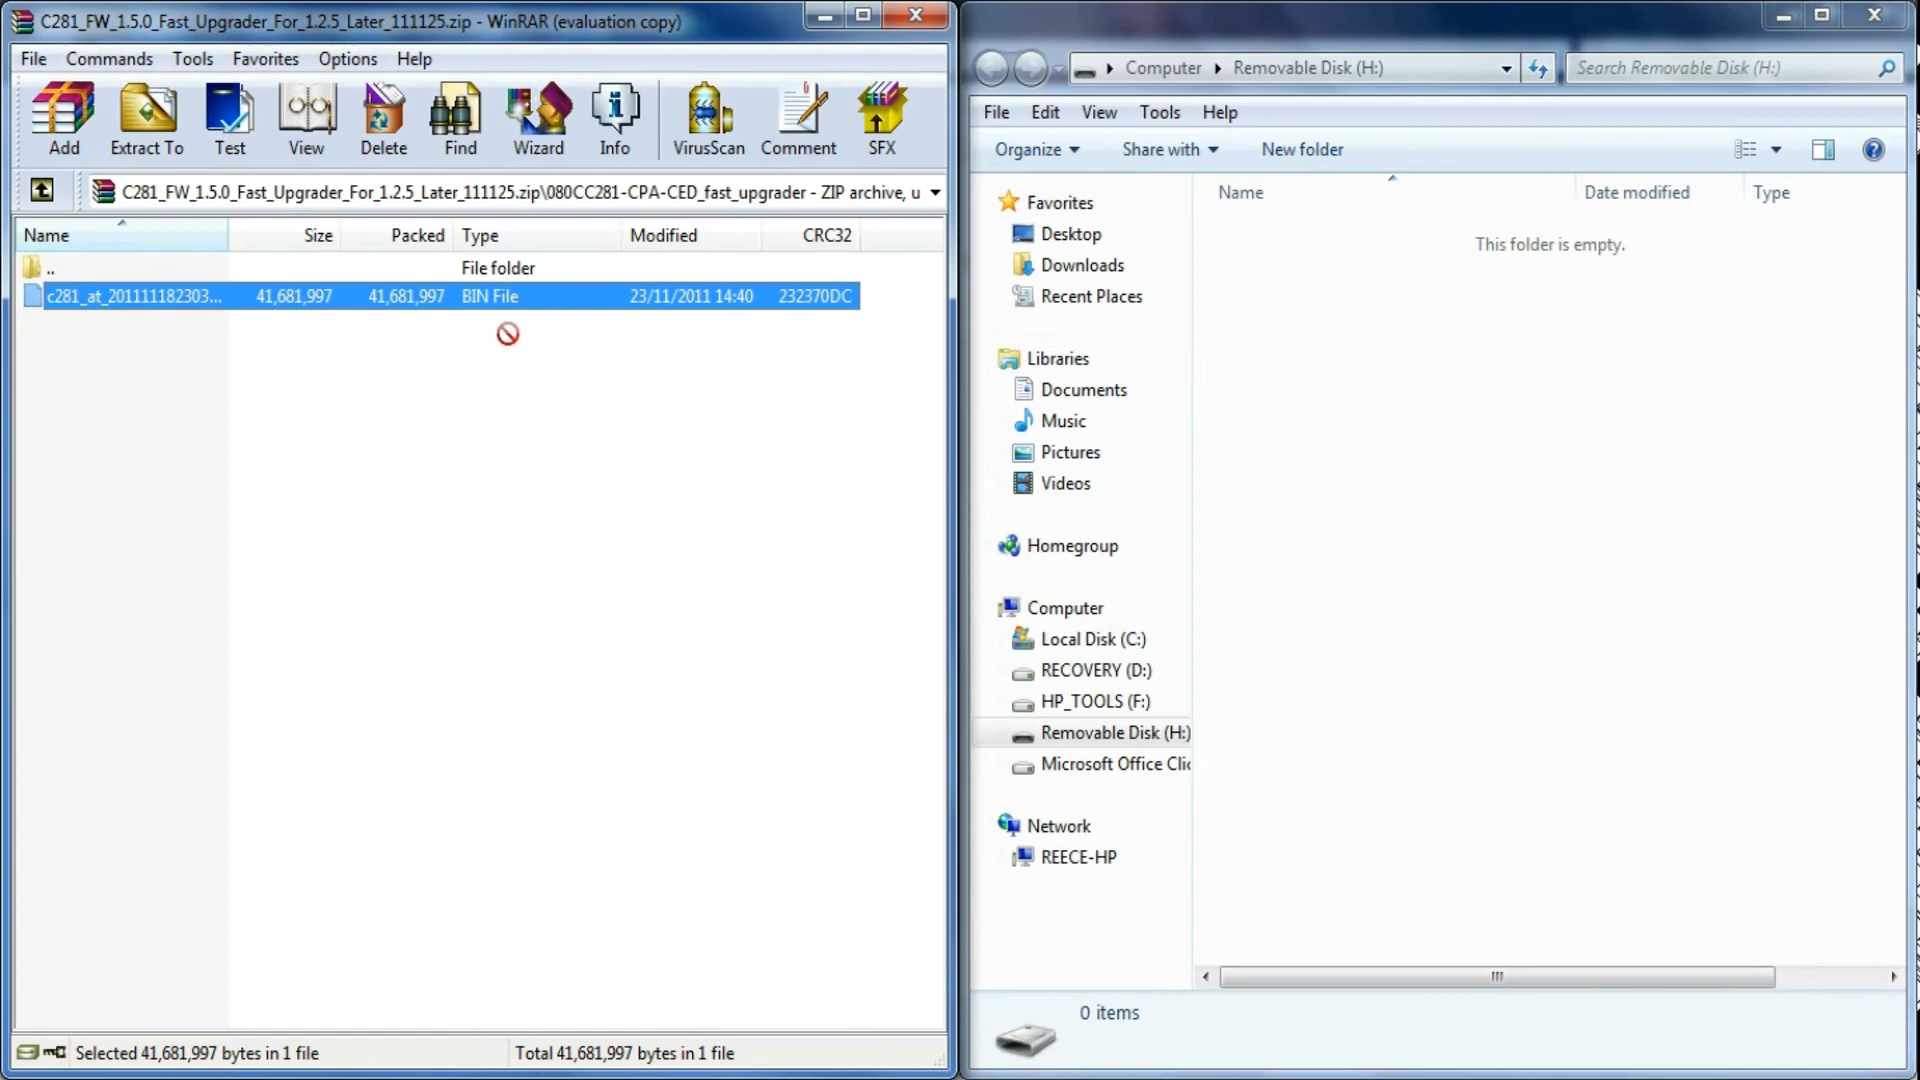 C281_FW_1.5.0_Fast_Upgrader_For_1.2.5_Later_111125.zip - WinRAR (evaluation copy)
File Commands Tools Favorites Options Help
Add Extract To Test View Delete Find Wizard Info VirusScan Comment SFX
C281_FW_1.5.0_Fast_Upgrader_For_1.2.5_Later_111125.zip\080CC281-CPA-CED_fast_upgrader - ZIP archive, u
Name Size Packed Type Modified CRC32
.. File folder
c281_at_201111182303... 41,681,997 41,681,997 BIN File 23/11/2011 14:40 232370DC
Selected 41,681,997 bytes in 1 file Total 41,681,997 bytes in 1 file
Computer Removable Disk (H:) Search Removable Disk (H:)
File Edit View Tools Help
Organize Share with New folder
Name Date modified Type
This folder is empty.
Favorites
Desktop
Downloads
Recent Places
Libraries
Documents
Music
Pictures
Videos
Homegroup
Computer
Local Disk (C:)
RECOVERY (D:)
HP_TOOLS (F:)
Removable Disk (H:)
Microsoft Office Clic
Network
REECE-HP
0 items